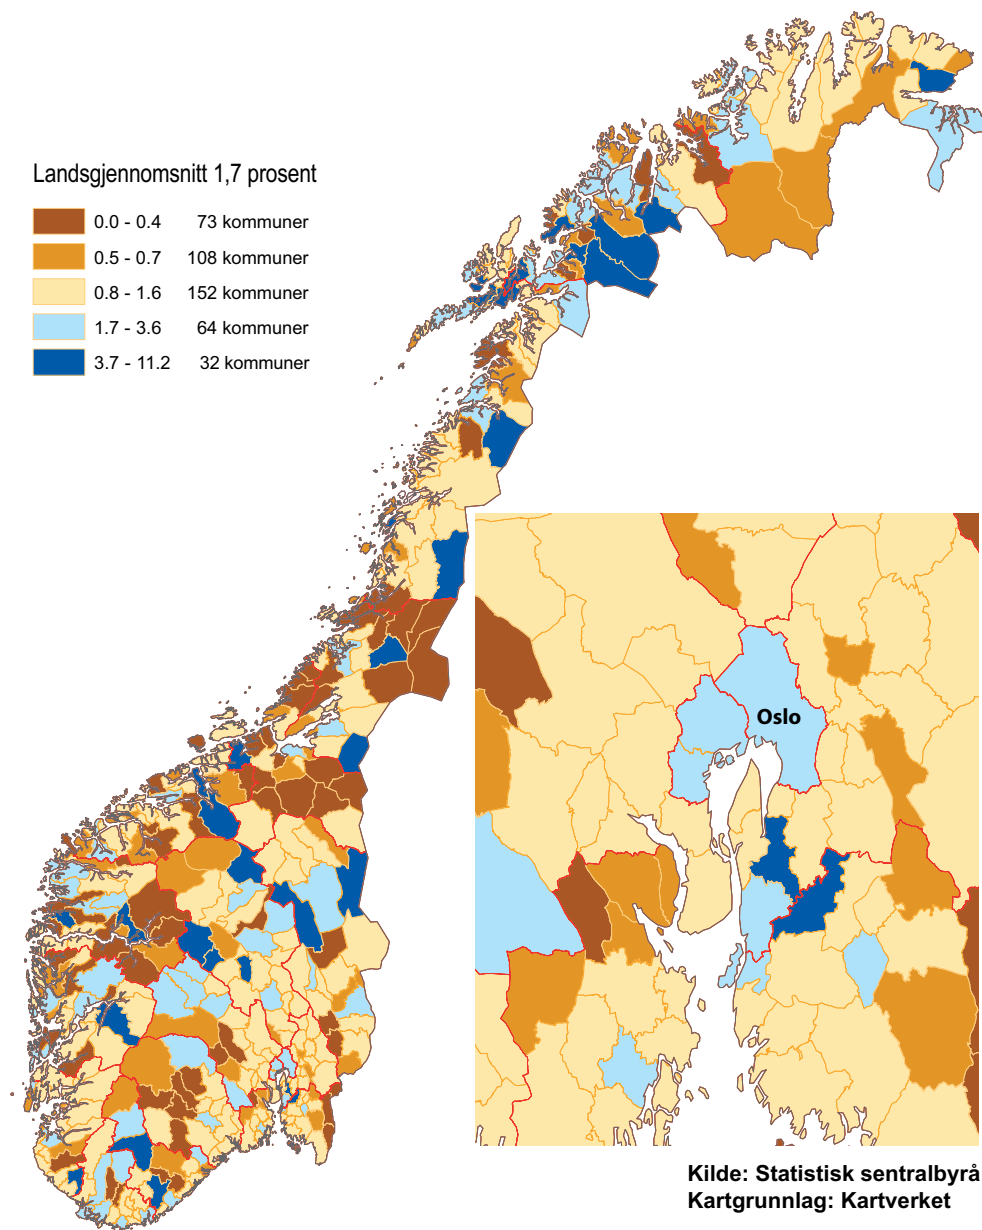 Landsgjennomsnitt 1,7 prosent
0.0 - 0.4 73 kommuner
0.5 - 0.7 108 kommuner
0.8 - 1.6 152 kommuner
1.7 - 3.6 64 kommuner
3.7 - 11.2 32 kommuner
Oslo
Kilde: Statistisk sentralbyrå
Kartgrunnlag: Kartverket